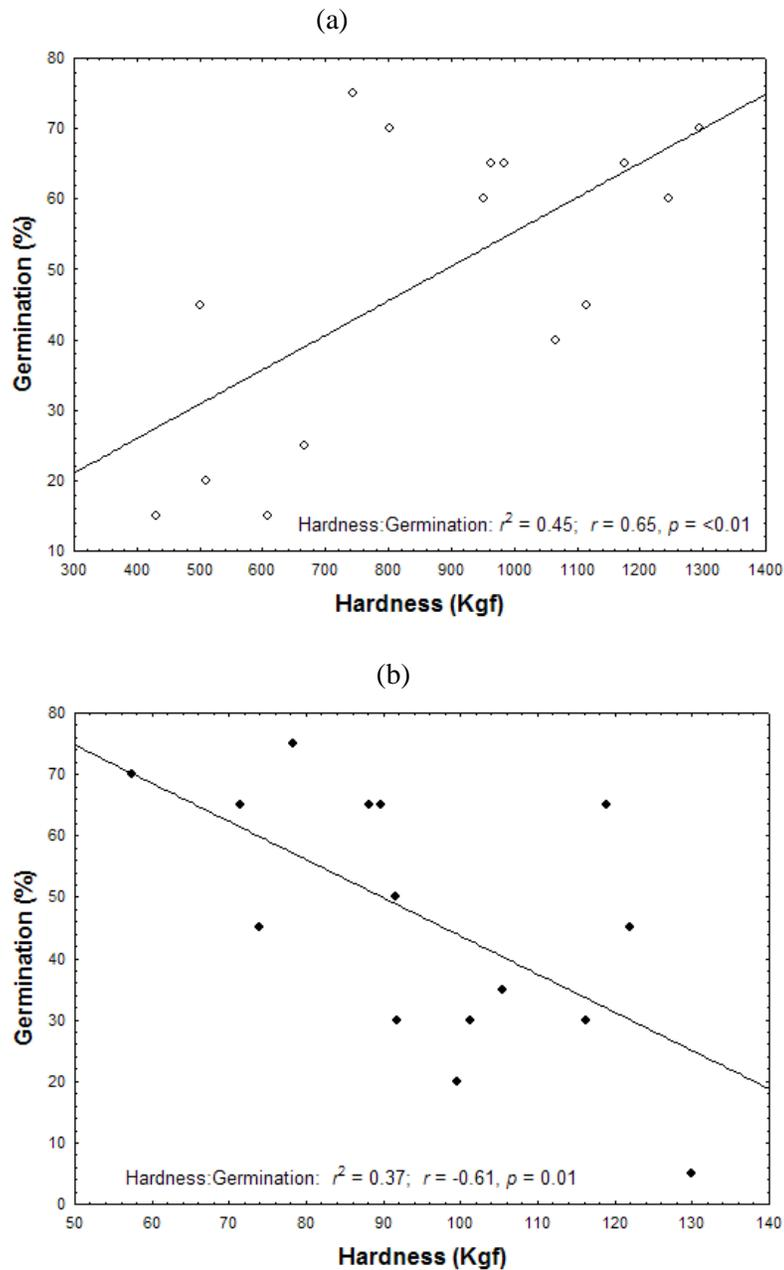 (a)
80
70
60
50
40
30
20
10
Germination (%)
Hardness:Germination: r² = 0.45; r = 0.65, p = <0.01
300 400 500 600 700 800 900 1000 1100 1200 1300 1400
Hardness (Kgf)
(b)
80
70
60
50
40
30
20
10
0
Germination (%)
Hardness:Germination: r² = 0.37; r = -0.61, p = 0.01
50 60 70 80 90 100 110 120 130 140
Hardness (Kgf)